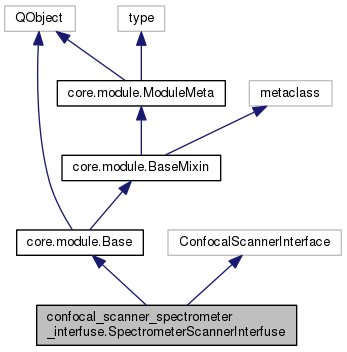 QObject
type
core.module.ModuleMeta
metaclass
core.module.BaseMixin
core.module.Base
ConfocalScannerInterface
confocal_scanner_spectrometer
_interfuse.SpectrometerScannerInterfuse